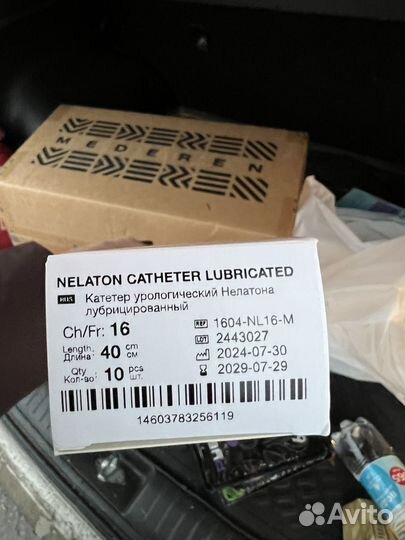 MEDEREN
NELATON CATHETER LUBRICATED
RUS Катетер урологический Нелатона
лубрицированный
Ch/Fr: 16
Length, Длина: 40 cm см
Qty Кол-во: 10 pcs шт.
REF 1604-NL16-M
LOT 2443027
2024-07-30
2029-07-29
14603783256119
Avito